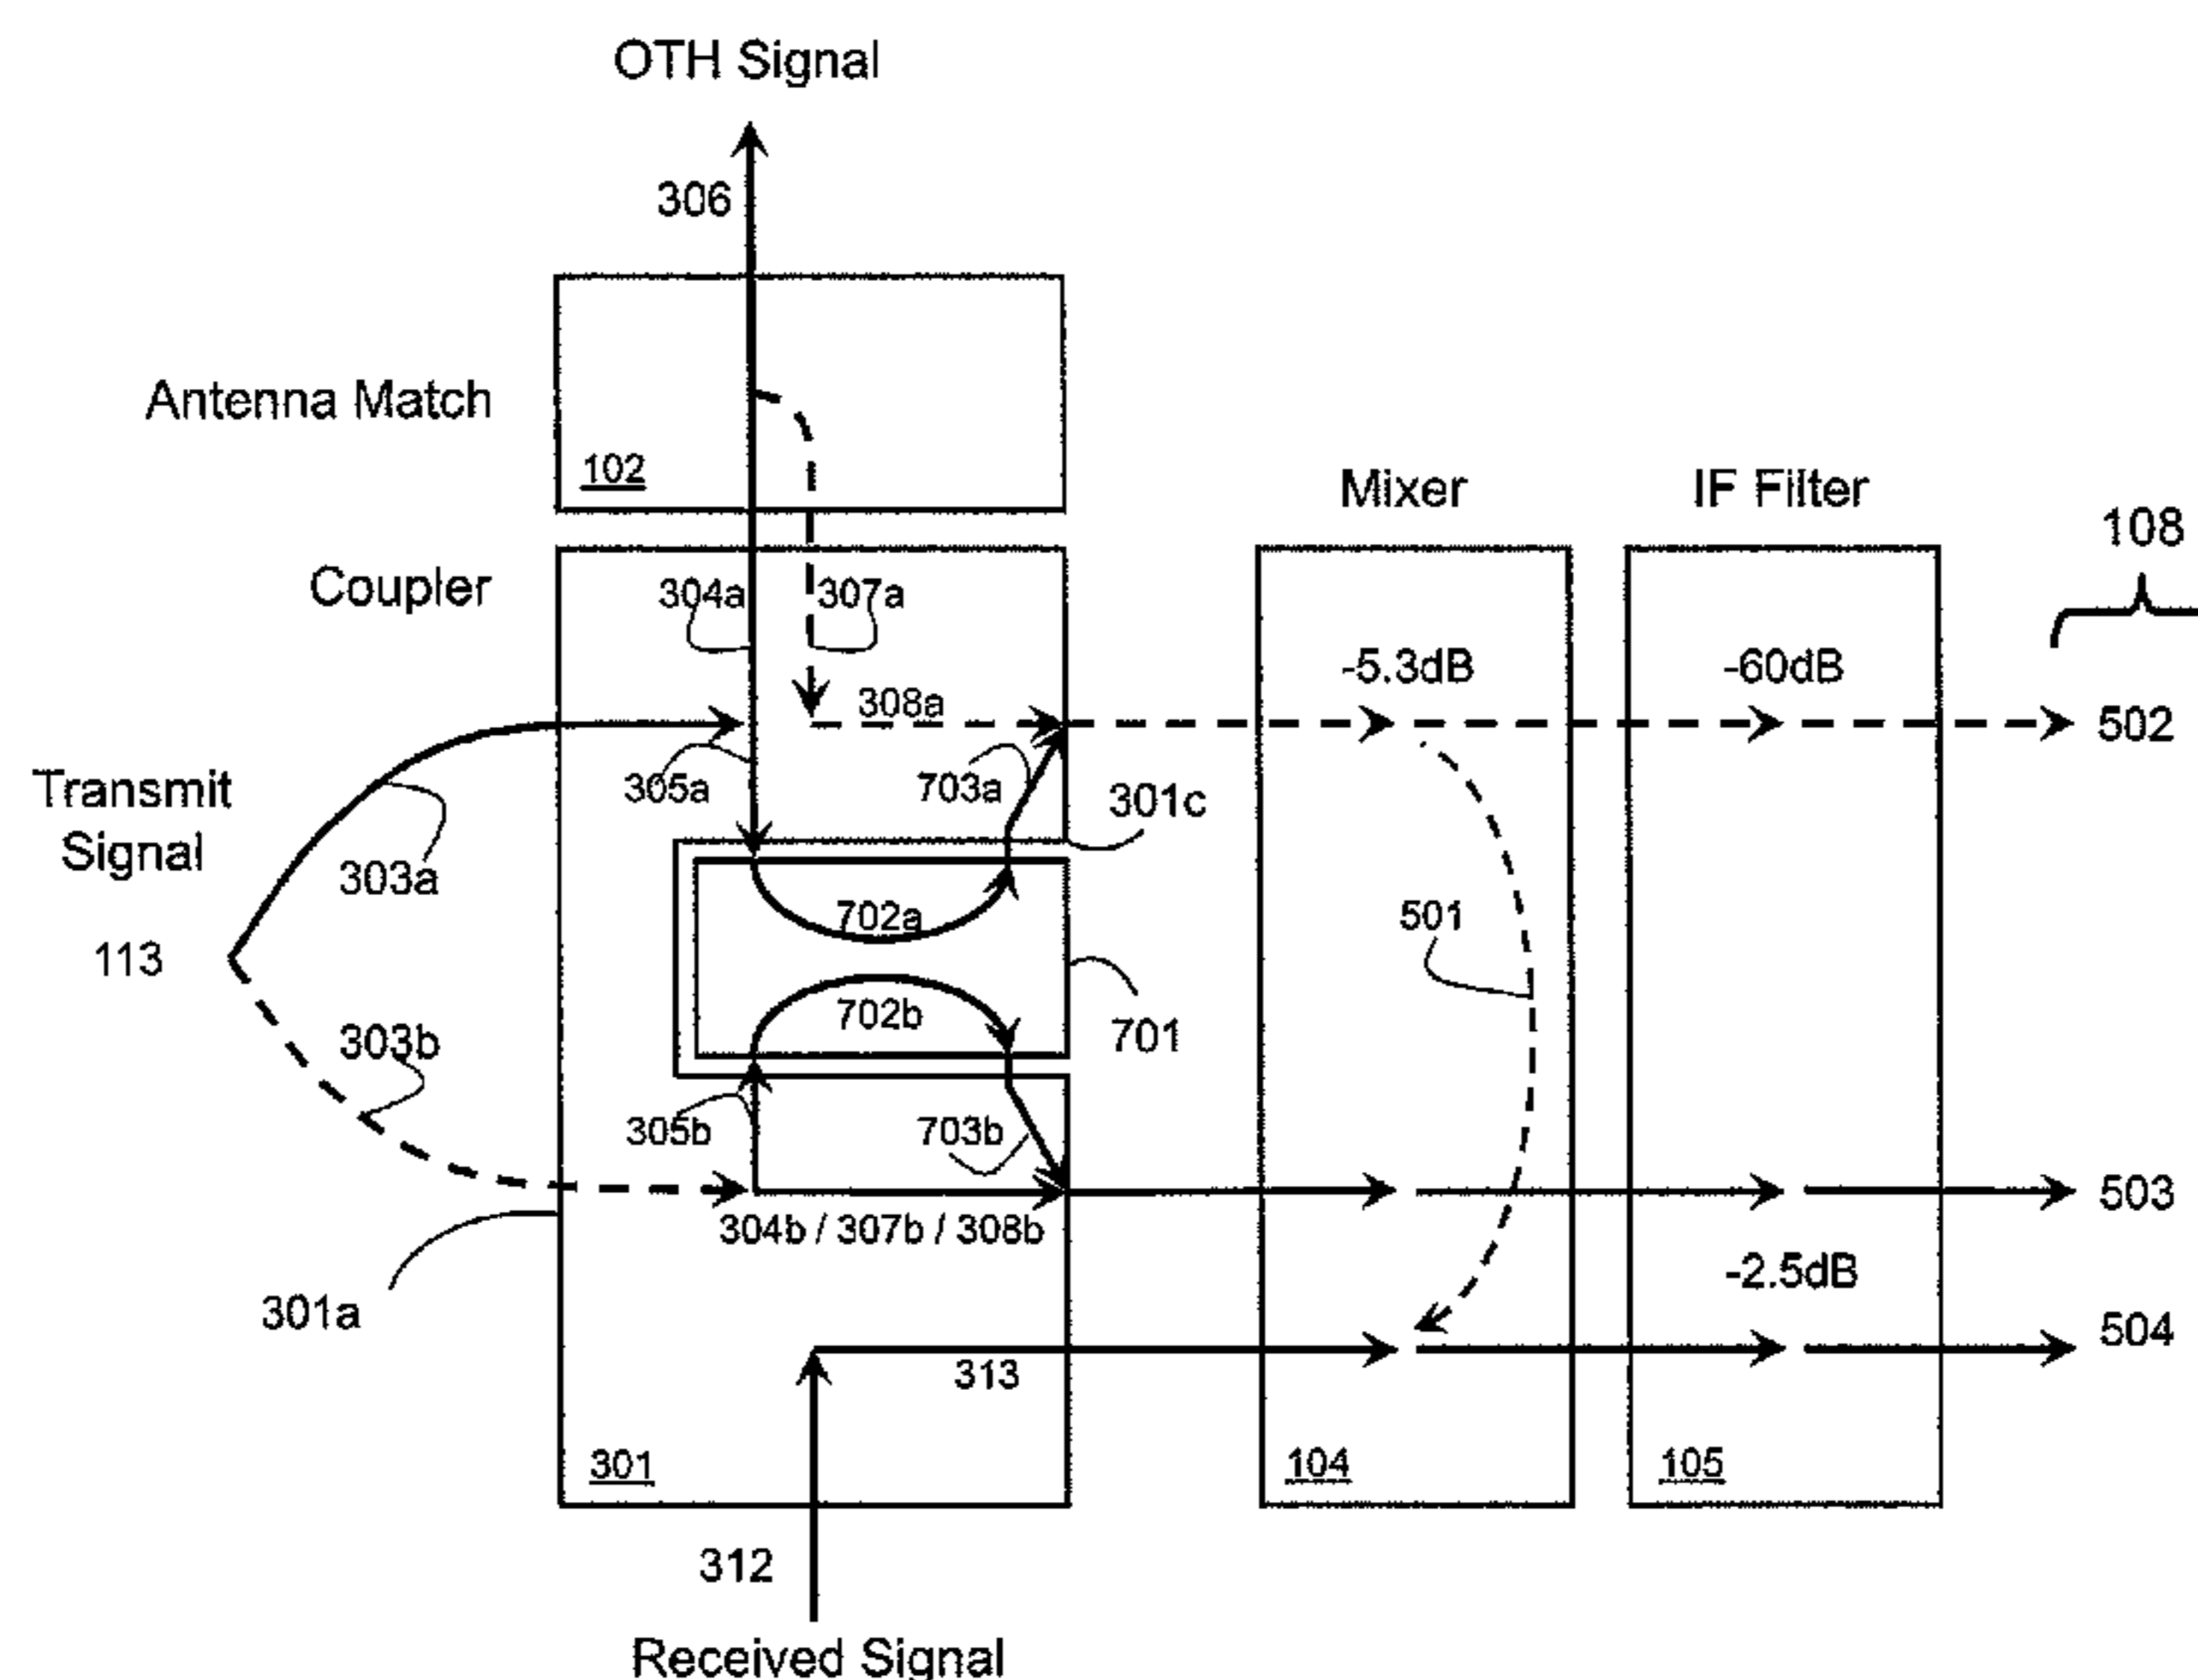 OTH Signal
306
Antenna Match
102
Mixer
IF Filter
108
Coupler
304a
307a
-5.3dB
-60dB
308a
502
Transmit
Signal
305a
703a
301c
303a
702a
501
113
702b
701
303b
305b
703b
503
304b / 307b / 308b
-2.5dB
301a
504
313
301
104
105
312
Received Signal